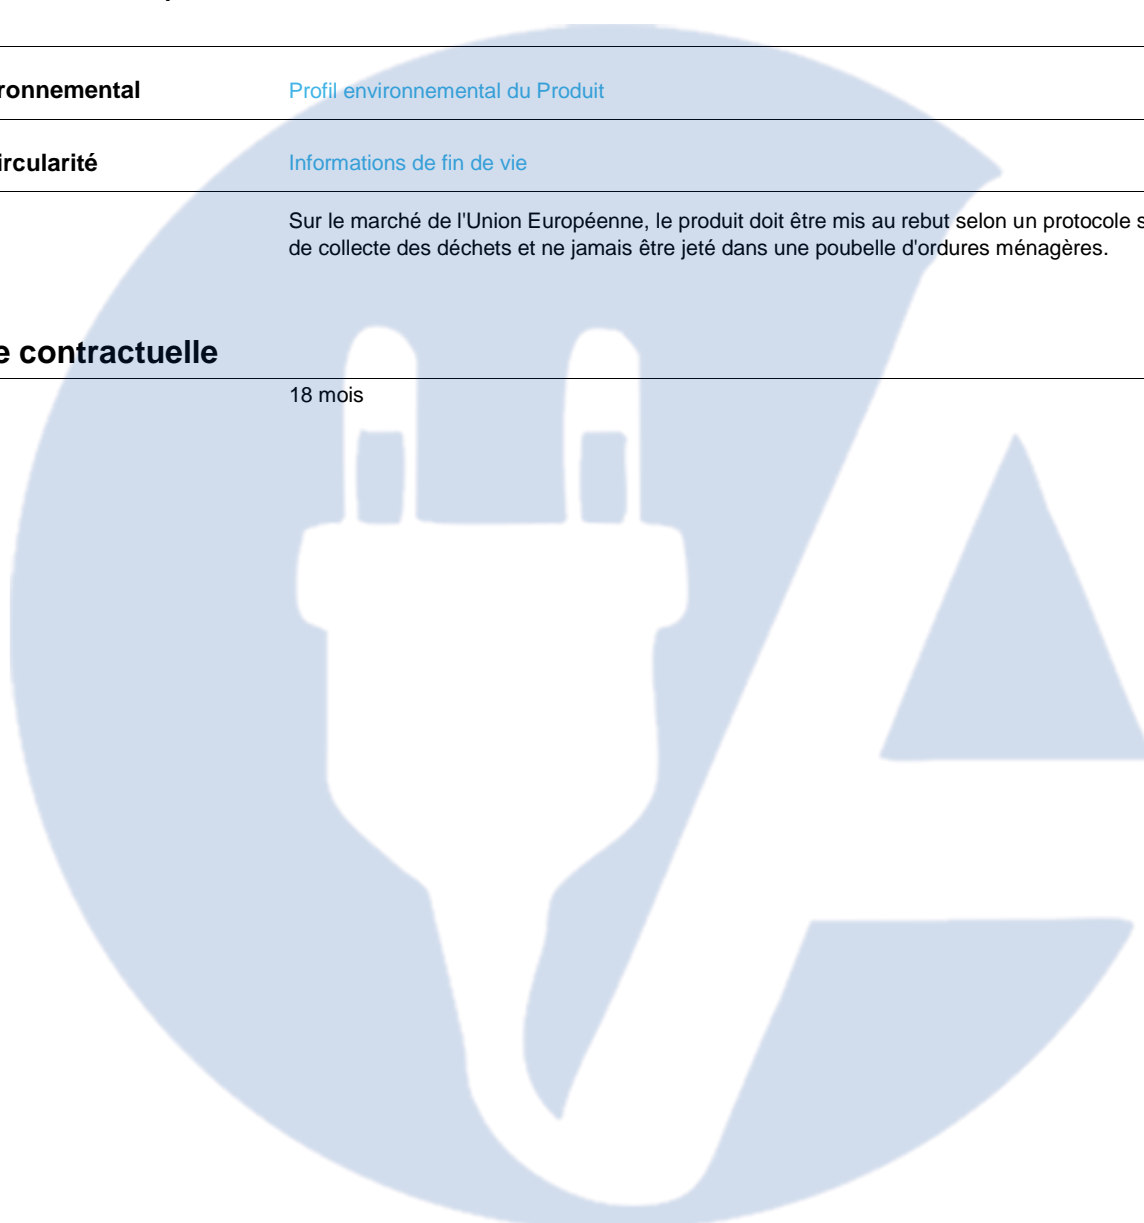 ronnemental Profil environnemental du Produit
ircularité Informations de fin de vie
Sur le marché de l'Union Européenne, le produit doit être mis au rebut selon un protocole s
de collecte des déchets et ne jamais être jeté dans une poubelle d'ordures ménagères.
e contractuelle
18 mois